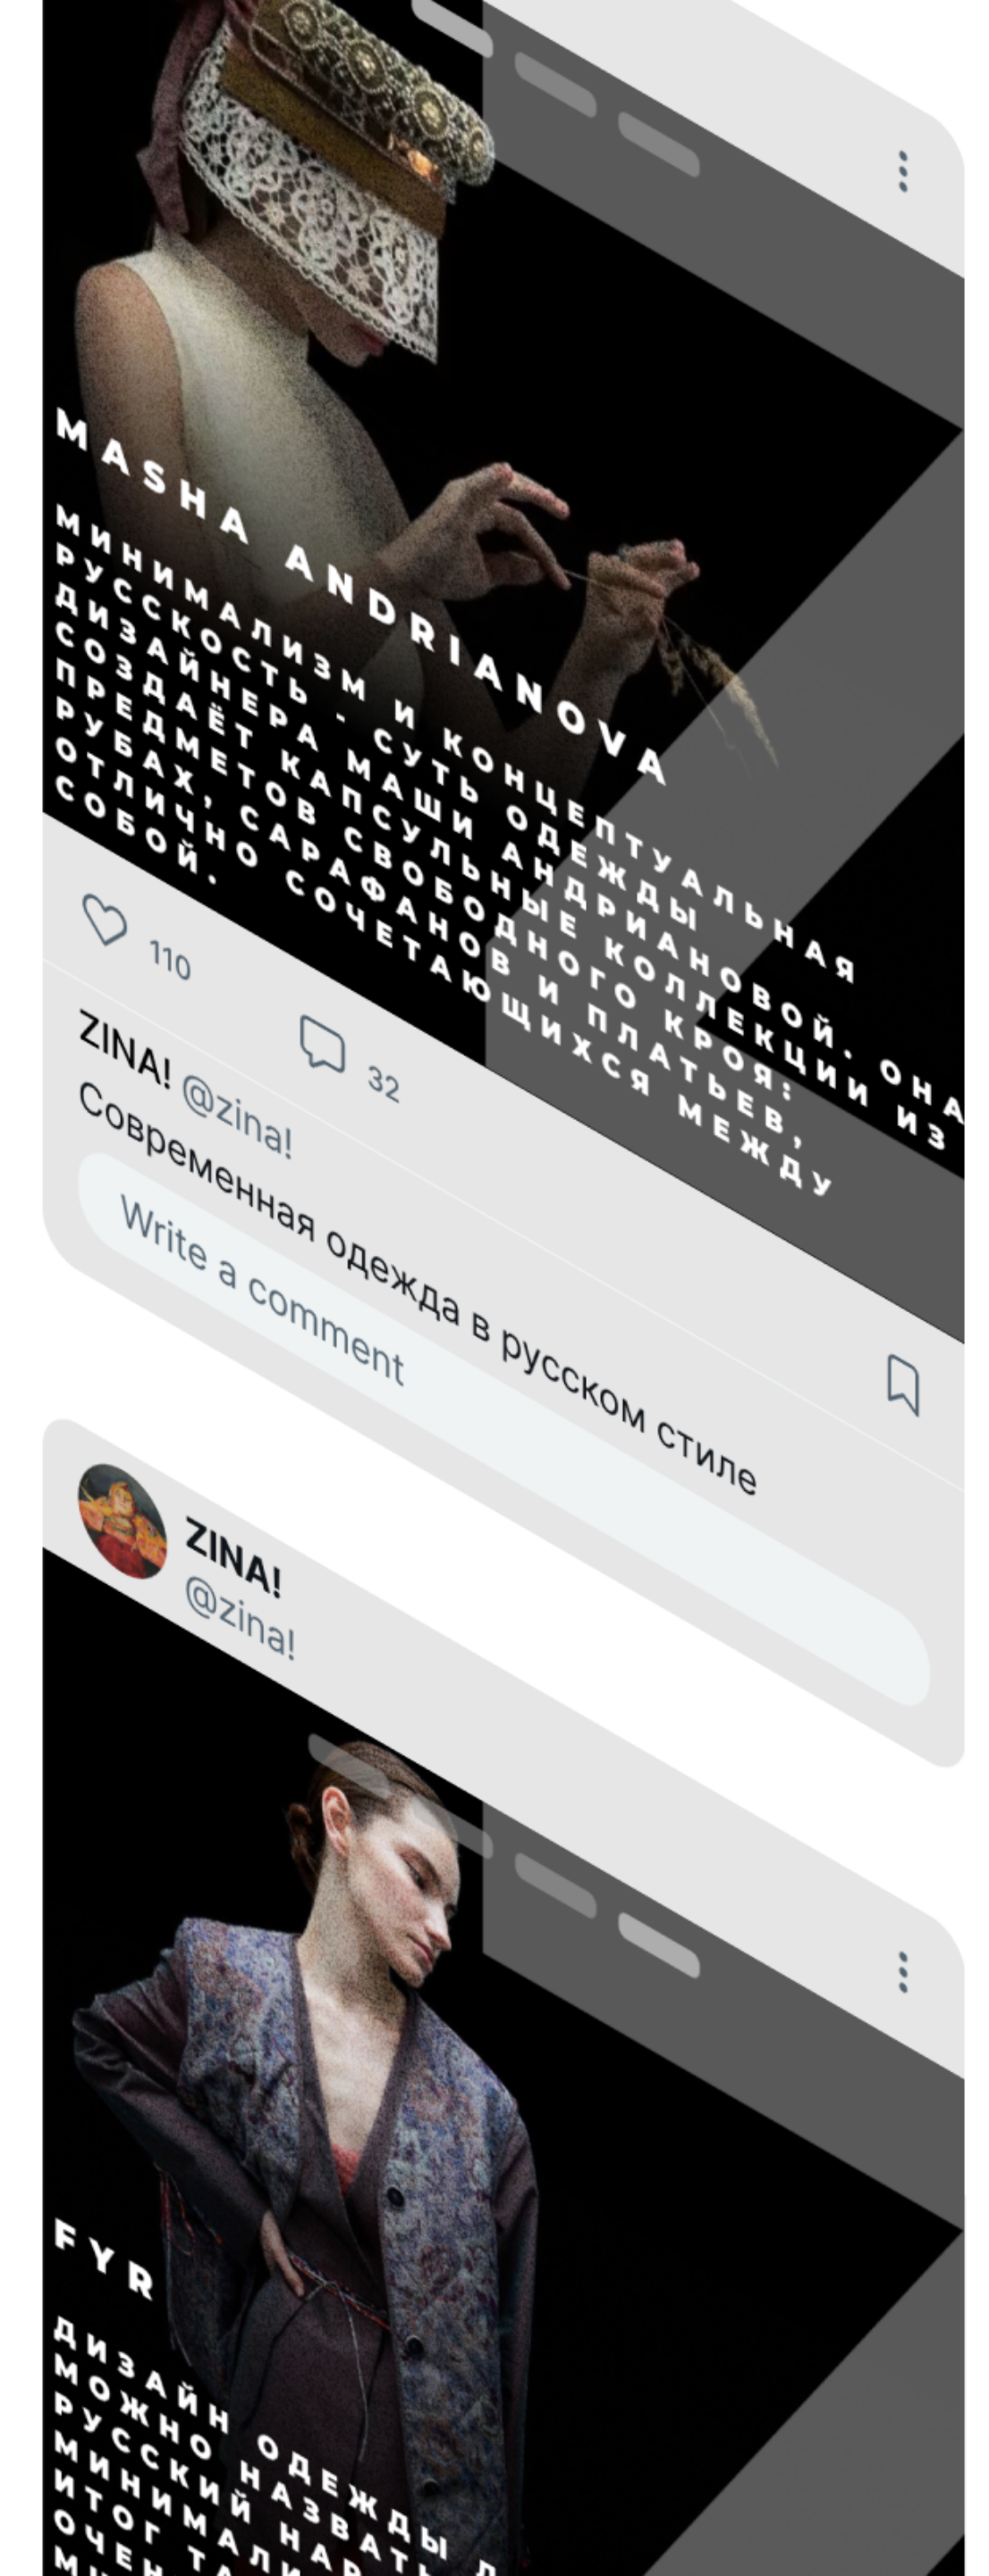 MASHA ANDRIANOVA
МИНИМАЛИЗМ И КОНЦЕПТУАЛЬНАЯ
РУССКОСТЬ - СУТЬ ОДЕЖДЫ
ДИЗАЙНЕРА МАШИ АНДРИАНОВОЙ. ОНА
СОЗДАЁТ КАПСУЛЬНЫЕ КОЛЛЕКЦИИ ИЗ
ПРЕДМЕТОВ СВОБОДНОГО КРОЯ:
РУБАХ, САРАФАНОВ И ПЛАТЬЕВ,
ОТЛИЧНО СОЧЕТАЮЩИХСЯ МЕЖДУ
СОБОЙ.
110 32
ZINA! @zina!
Современная одежда в русском стиле
Write a comment
ZINA!
@zina!
FYR
ДИЗАЙН ОДЕЖДЫ
МОЖНО НАЗВАТЬ
РУССКИЙ
ИТОГ